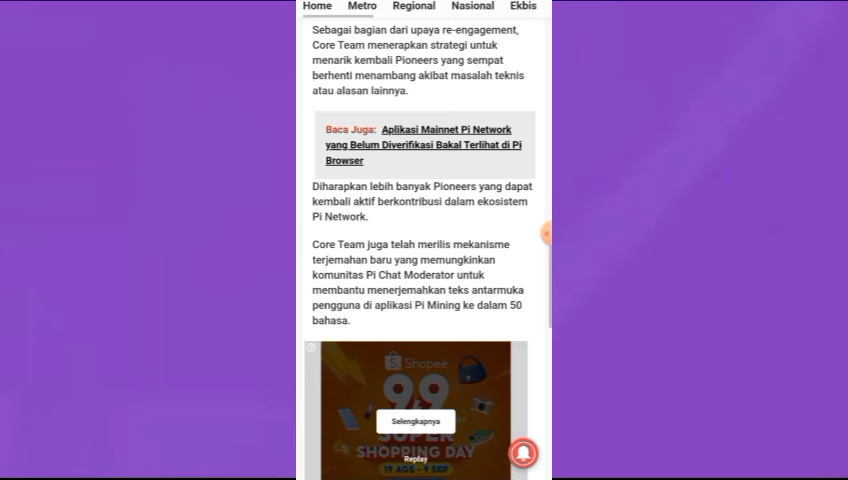 Home Metro Regional Nasional Ekbis
Sebagai bagian dari upaya re-engagement,
Core Team menerapkan strategi untuk
menarik kembali Pioneers yang sempat
berhenti menambang akibat masalah teknis
atau alasan lainnya.
Baca Juga: Aplikasi Mainnet Pi Network
yang Belum Diverifikasi Bakal Terlihat di Pi
Browser
Diharapkan lebih banyak Pioneers yang dapat
kembali aktif berkontribusi dalam ekosistem
Pi Network.
Core Team juga telah merilis mekanisme
terjemahan baru yang memungkinkan
komunitas Pi Chat Moderator untuk
membantu menerjemahkan teks antarmuka
pengguna di aplikasi Pi Mining ke dalam 50
bahasa.
Shopee
9.9
Selengkapnya
SUPER
SHOPPING DAY
Replay
19 AGS - 9 SEP